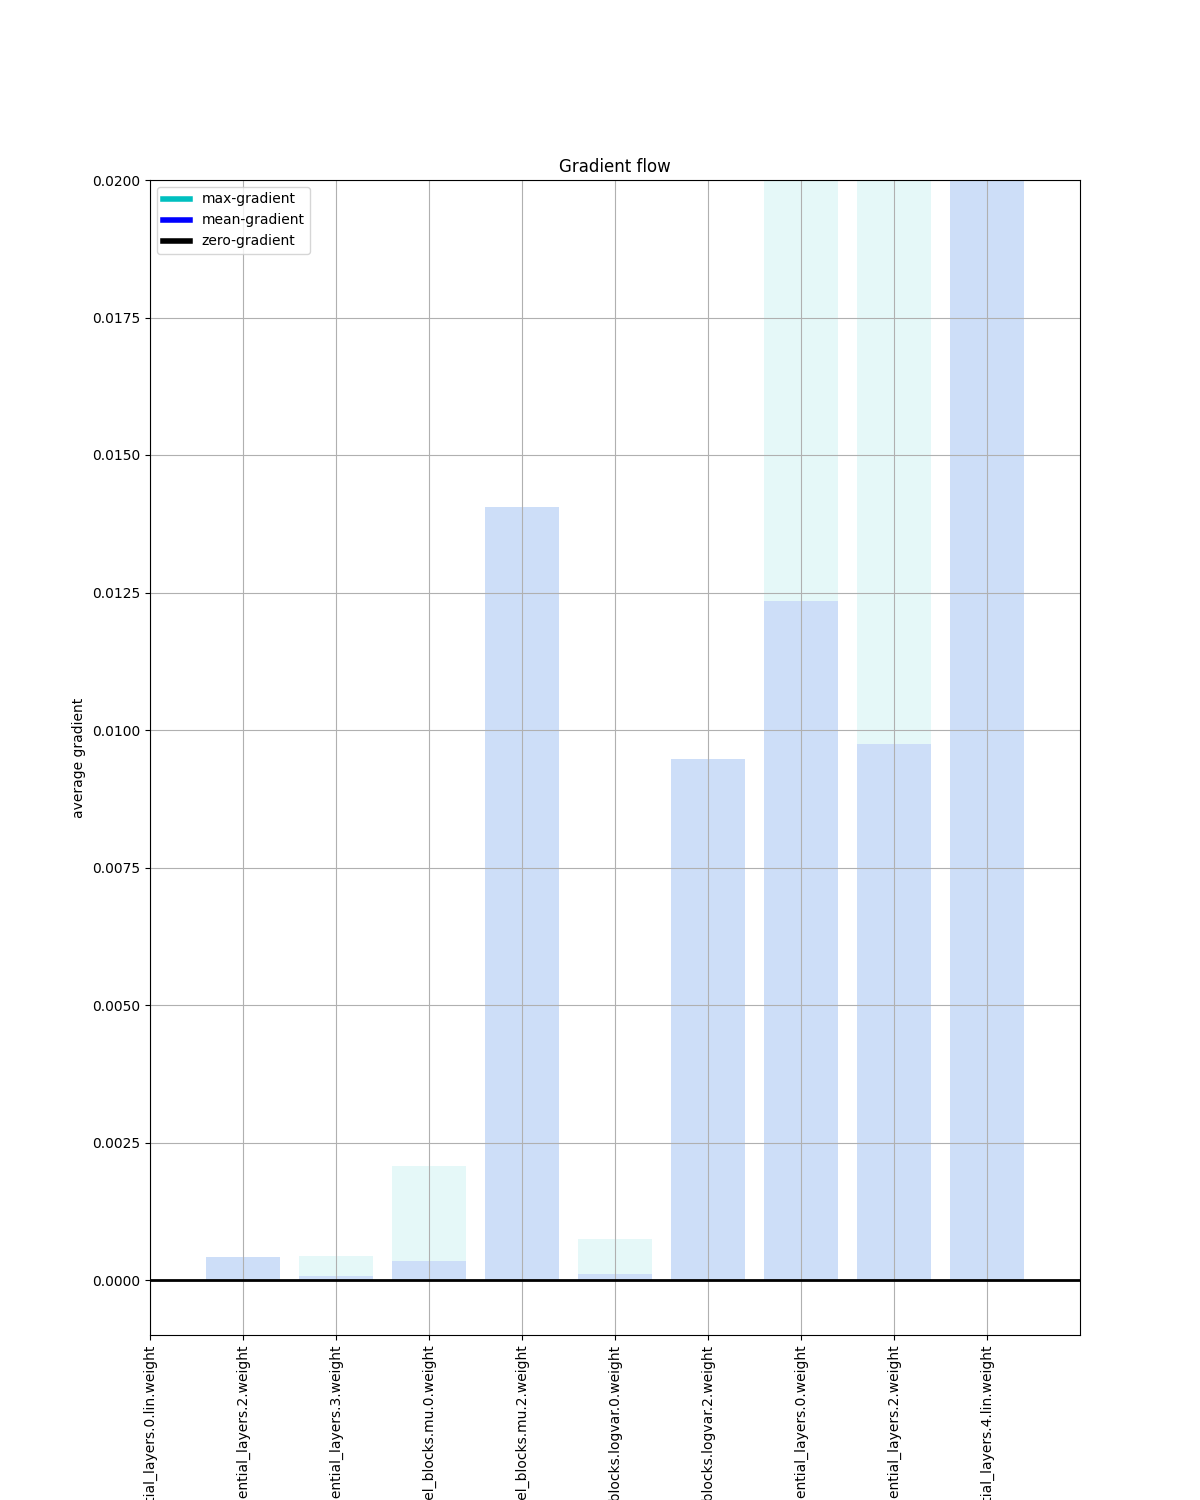 Gradient flow
max-gradient
mean-gradient
zero-gradient
0.0200
0.0175
0.0150
0.0125
0.0100
0.0075
0.0050
0.0025
0.0000
average gradient
tial_layers.0.lin.weight
ential_layers.2.weight
ential_layers.3.weight
el_blocks.mu.0.weight
el_blocks.mu.2.weight
blocks.logvar.0.weight
blocks.logvar.2.weight
ential_layers.0.weight
ential_layers.2.weight
tial_layers.4.lin.weight